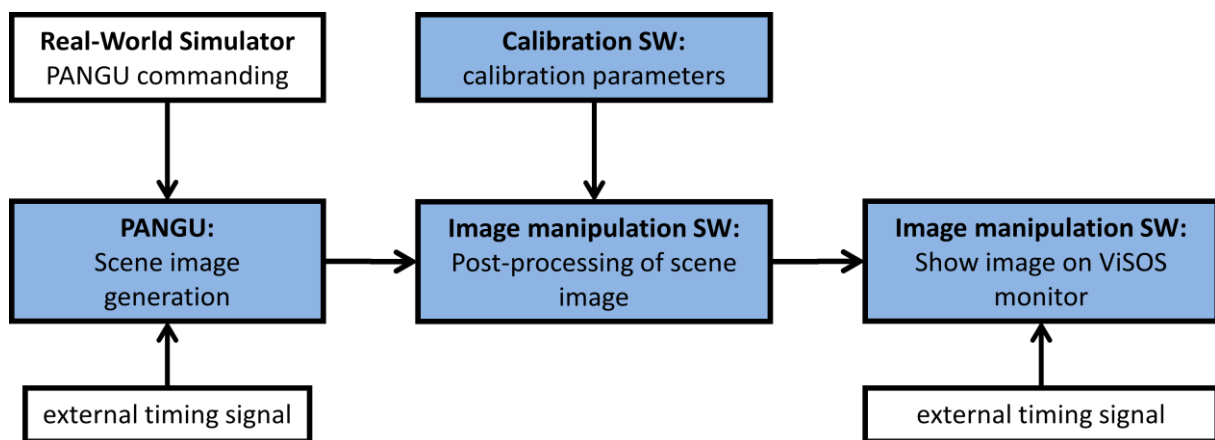 Real-World Simulator
PANGU commanding
Calibration SW:
calibration parameters
PANGU:
Scene image
generation
Image manipulation SW:
Post-processing of scene
image
Image manipulation SW:
Show image on ViSOS
monitor
external timing signal
external timing signal